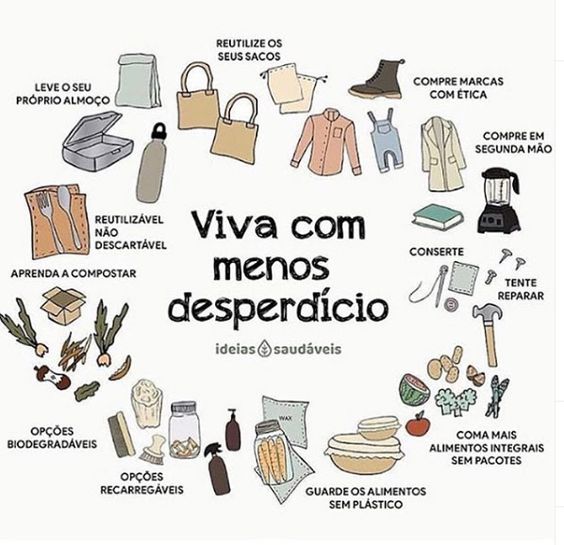 REUTILIZE OS
SEUS SACOS
LEVE O SEU
PRÓPRIO ALMOÇO
COMPRE MARCAS
COM ÉTICA
COMPRE EM
SEGUNDA MÃO
REUTILIZÁVEL
NÃO
DESCARTÁVEL
Viva com
menos
desperdício
ideias saudáveis
CONSERTE
TENTE
REPARAR
APRENDA A COMPOSTAR
WAX
OPÇÕES
BIODEGRADÁVEIS
OPÇÕES
RECARREGÁVEIS
GUARDE OS ALIMENTOS
SEM PLÁSTICO
COMA MAIS
ALIMENTOS INTEGRAIS
SEM PACOTES